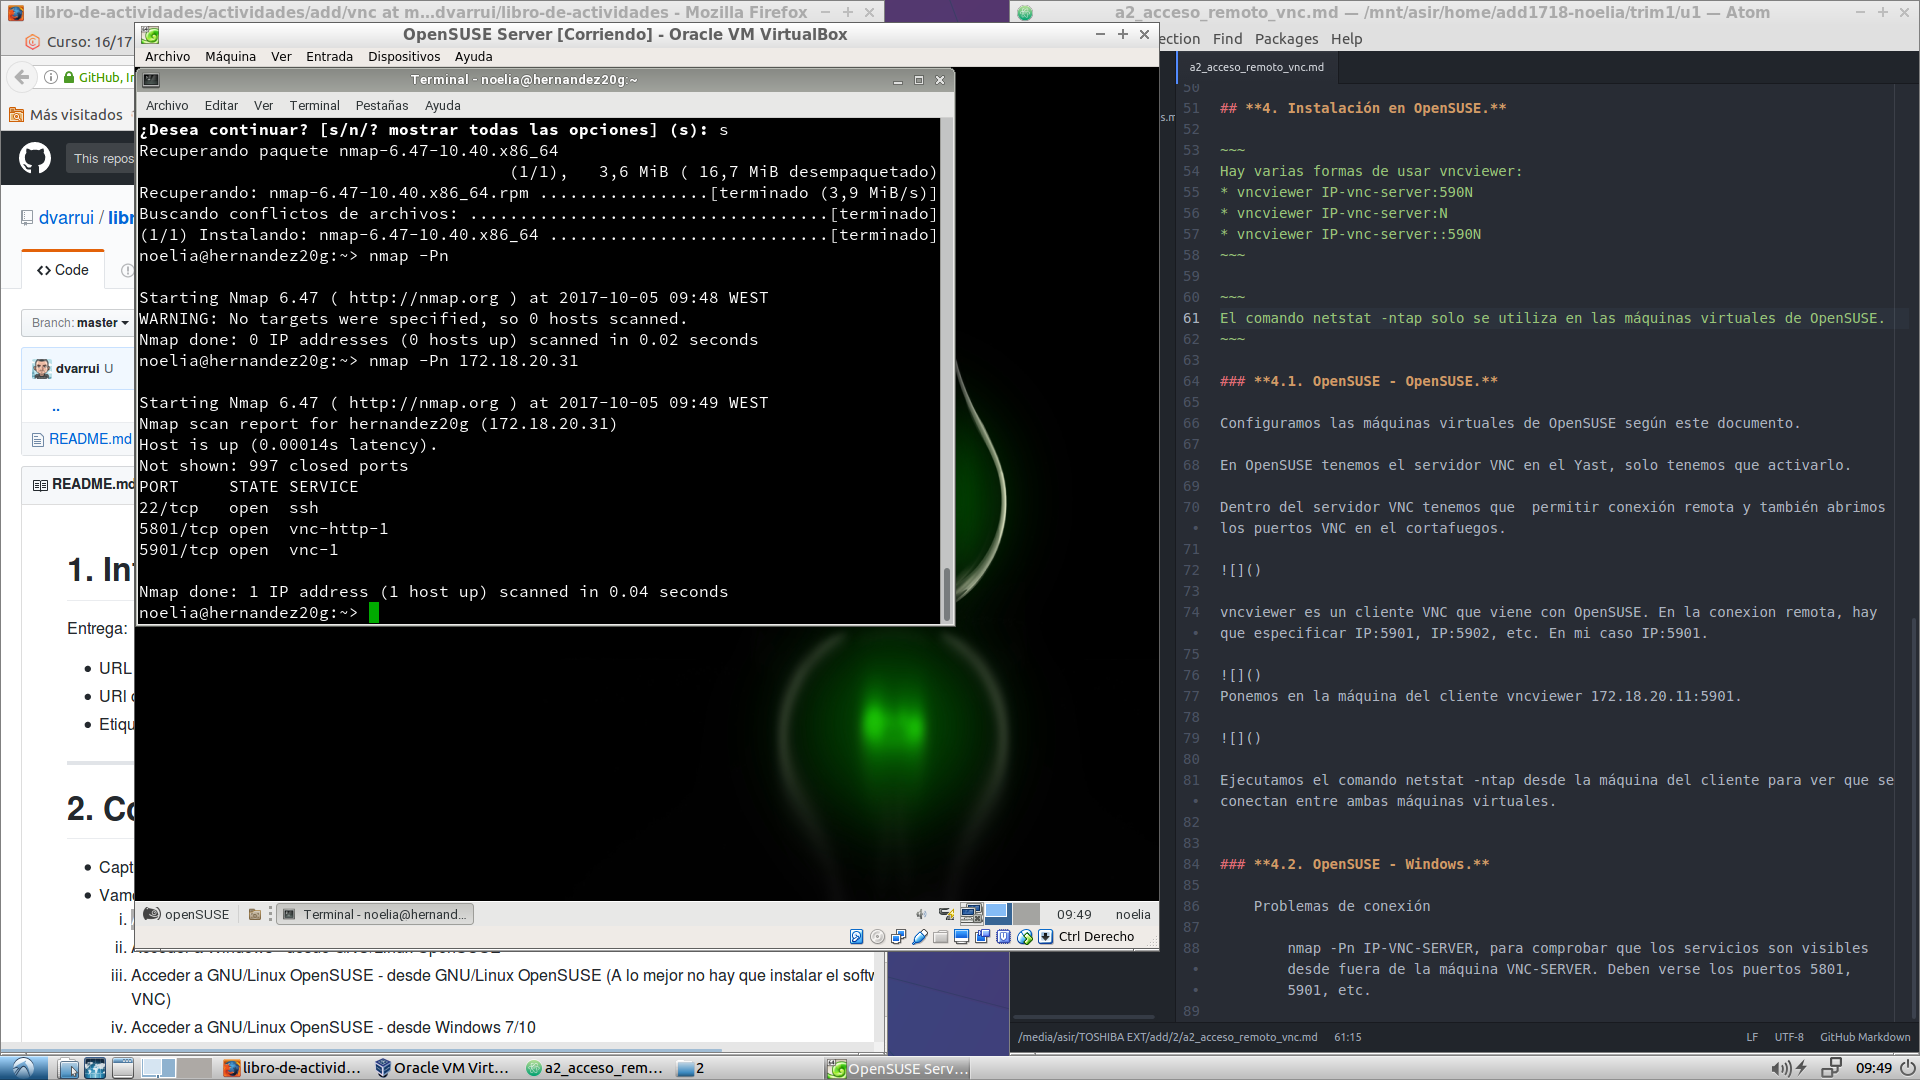 libro-de-actividades/actividades/add/vnc at m...dvarrui/libro-de-actividades - Mozilla Firefox
Curso: 16/17
GitHub, In
Más visitados
This repos
dvarrui / libr
Code
Branch: master
dvarrui U
..
README.md
README.md
1. In
Entrega:
URL
URl
Etiqu
2. Co
Capt
Vamo
i.
ii.
iii. Acceder a GNU/Linux OpenSUSE - desde GNU/Linux OpenSUSE (A lo mejor no hay que instalar el softw
VNC)
iv. Acceder a GNU/Linux OpenSUSE - desde Windows 7/10
OpenSUSE Server [Corriendo] - Oracle VM VirtualBox
Archivo Máquina Ver Entrada Dispositivos Ayuda
Terminal - noelia@hernandez20g:~
Archivo Editar Ver Terminal Pestañas Ayuda
¿Desea continuar? [s/n/? mostrar todas las opciones] (s): s
Recuperando paquete nmap-6.47-10.40.x86_64
(1/1), 3,6 MiB ( 16,7 MiB desempaquetado)
Recuperando: nmap-6.47-10.40.x86_64.rpm .................[terminado (3,9 MiB/s)]
Buscando conflictos de archivos: ....................................[terminado]
(1/1) Instalando: nmap-6.47-10.40.x86_64 ............................[terminado]
noelia@hernandez20g:~> nmap -Pn
Starting Nmap 6.47 ( http://nmap.org ) at 2017-10-05 09:48 WEST
WARNING: No targets were specified, so 0 hosts scanned.
Nmap done: 0 IP addresses (0 hosts up) scanned in 0.02 seconds
noelia@hernandez20g:~> nmap -Pn 172.18.20.31
Starting Nmap 6.47 ( http://nmap.org ) at 2017-10-05 09:49 WEST
Nmap scan report for hernandez20g (172.18.20.31)
Host is up (0.00014s latency).
Not shown: 997 closed ports
PORT STATE SERVICE
22/tcp open ssh
5801/tcp open vnc-http-1
5901/tcp open vnc-1
Nmap done: 1 IP address (1 host up) scanned in 0.04 seconds
noelia@hernandez20g:~>
openSUSE
Terminal - noelia@hernand...
09:49 noelia
Ctrl Derecho
a2_acceso_remoto_vnc.md — /mnt/asir/home/add1718-noelia/trim1/u1 — Atom
ection Find Packages Help
a2_acceso_remoto_vnc.md
s.m
50
51 ## **4. Instalación en OpenSUSE.**
52
53 ~~~
54 Hay varias formas de usar vncviewer:
55 * vncviewer IP-vnc-server:590N
56 * vncviewer IP-vnc-server:N
57 * vncviewer IP-vnc-server::590N
58 ~~~
59
60 ~~~
61 El comando netstat -ntap solo se utiliza en las máquinas virtuales de OpenSUSE.
62 ~~~
63
64 ### **4.1. OpenSUSE - OpenSUSE.**
65
66 Configuramos las máquinas virtuales de OpenSUSE según este documento.
67
68 En OpenSUSE tenemos el servidor VNC en el Yast, solo tenemos que activarlo.
69
70 Dentro del servidor VNC tenemos que  permitir conexión remota y también abrimos
• los puertos VNC en el cortafuegos.
71
72 ![]()
73
74 vncviewer es un cliente VNC que viene con OpenSUSE. En la conexion remota, hay
• que especificar IP:5901, IP:5902, etc. En mi caso IP:5901.
75
76 ![]()
77 Ponemos en la máquina del cliente vncviewer 172.18.20.11:5901.
78
79 ![]()
80
81 Ejecutamos el comando netstat -ntap desde la máquina del cliente para ver que se
• conectan entre ambas máquinas virtuales.
82
83
84 ### **4.2. OpenSUSE - Windows.**
85
86 Problemas de conexión
87
88 nmap -Pn IP-VNC-SERVER, para comprobar que los servicios son visibles
• desde fuera de la máquina VNC-SERVER. Deben verse los puertos 5801,
• 5901, etc.
89
/media/asir/TOSHIBA EXT/add/2/a2_acceso_remoto_vnc.md 61:15
LF UTF-8 GitHub Markdown
libro-de-activid...
Oracle VM Virt...
a2_acceso_rem...
2
OpenSUSE Serv...
09:49